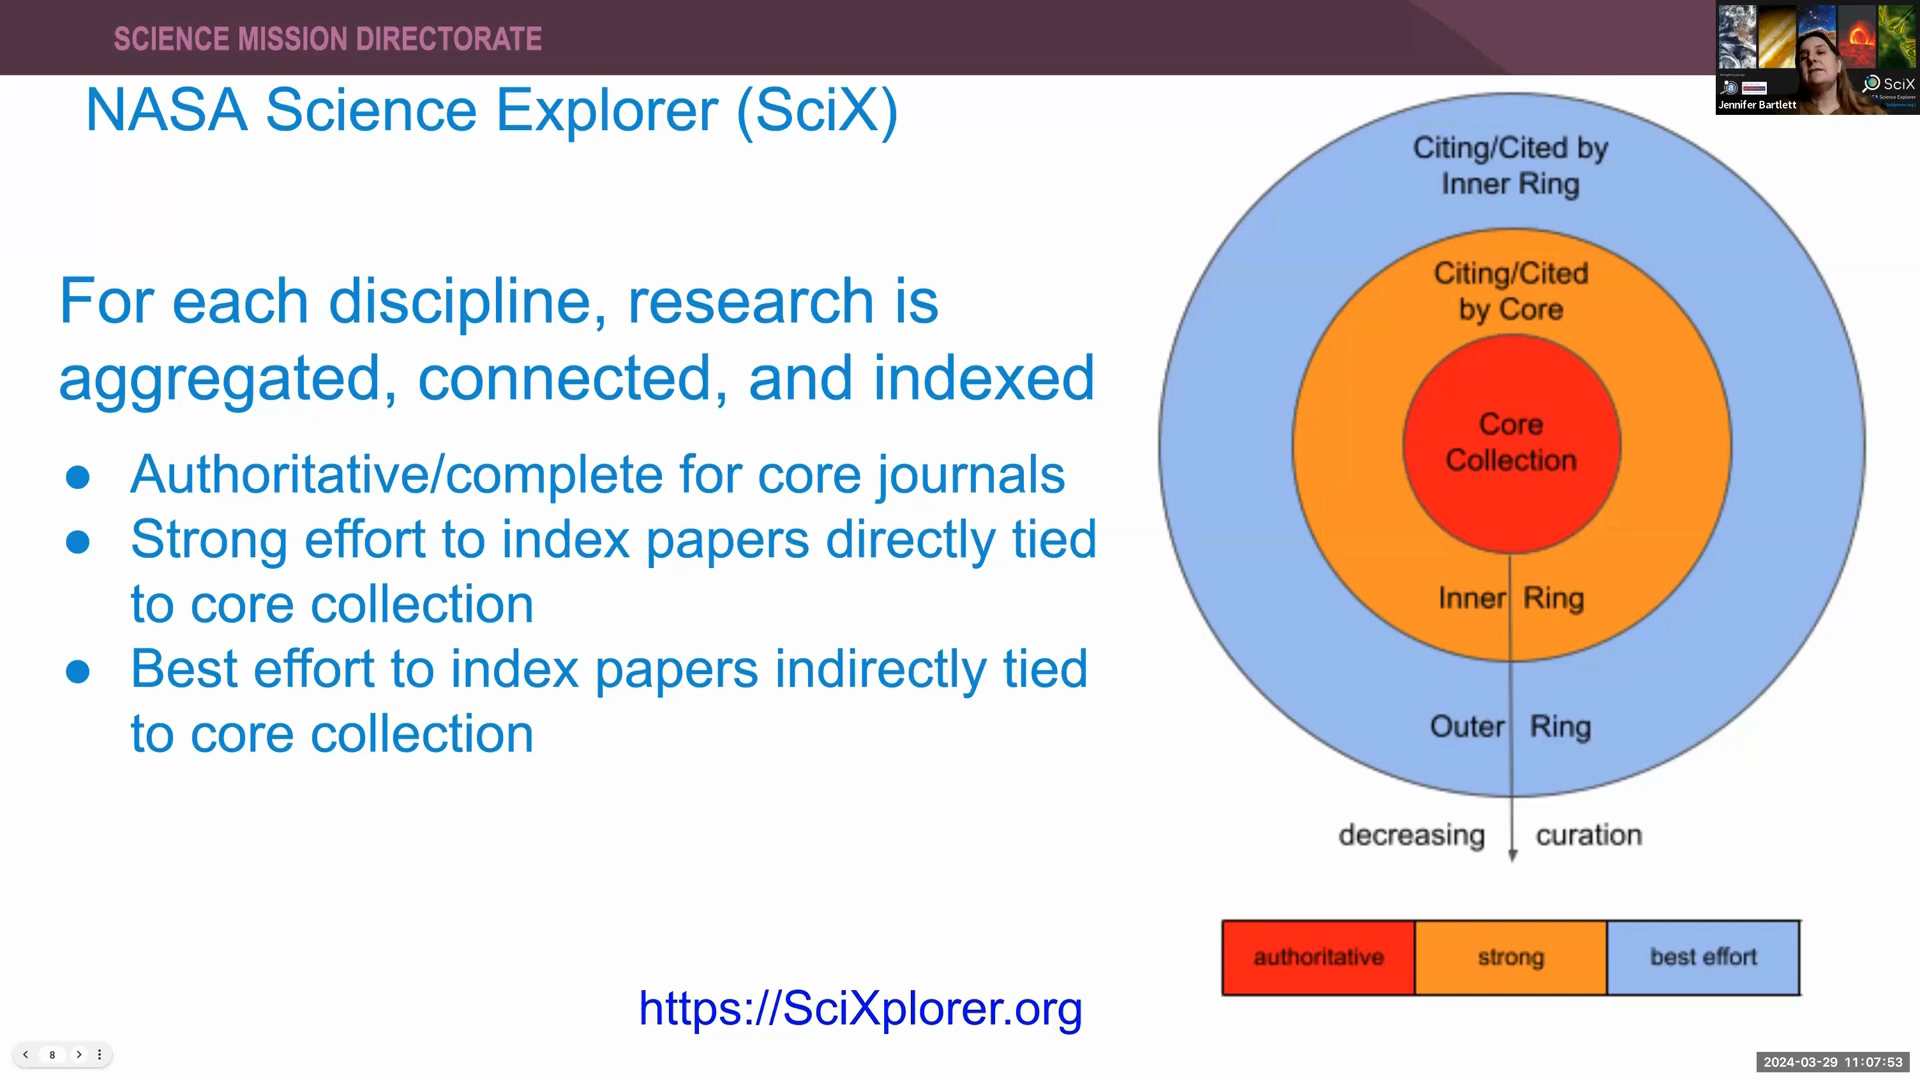 SCIENCE MISSION DIRECTORATE
NASA Science Explorer (SciX)
For each discipline, research is
aggregated, connected, and indexed
● Authoritative/complete for core journals
● Strong effort to index papers directly tied
to core collection
● Best effort to index papers indirectly tied
to core collection
https://SciXplorer.org
Citing/Cited by
Inner Ring
Citing/Cited
by Core
Core
Collection
Inner Ring
Outer Ring
decreasing curation
authoritative strong best effort
SciX
Jennifer Bartlett
8
2024-03-29 11:07:53